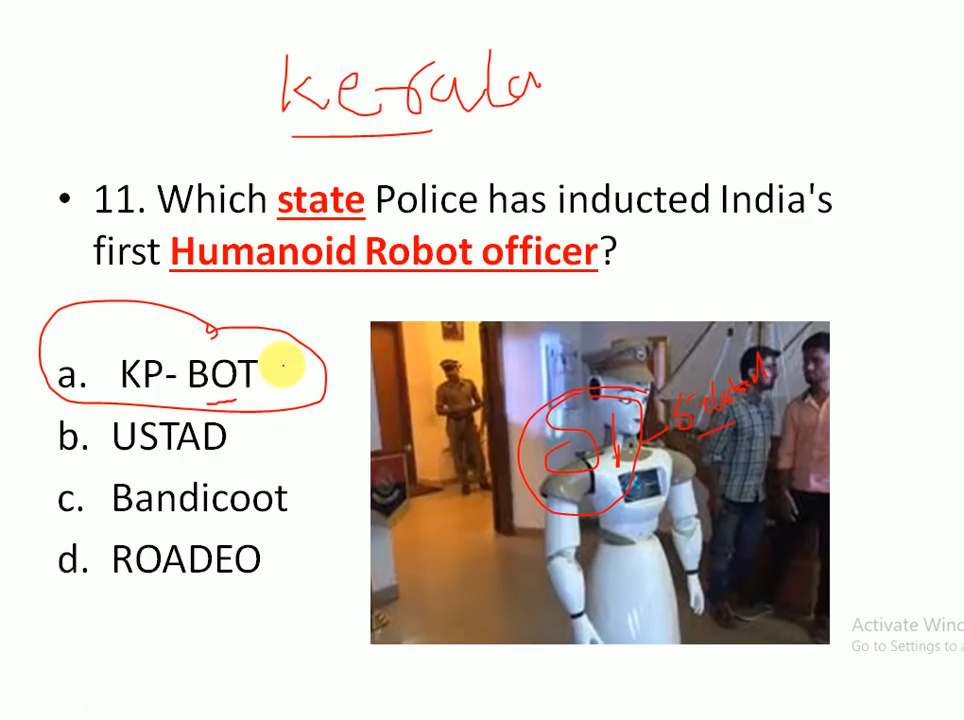 Kerala
• 11. Which state Police has inducted India's
first Humanoid Robot officer?
a. KP- BOT
b. USTAD
c. Bandicoot
d. ROADEO
SI
Activate Winc
Go to Settings to a